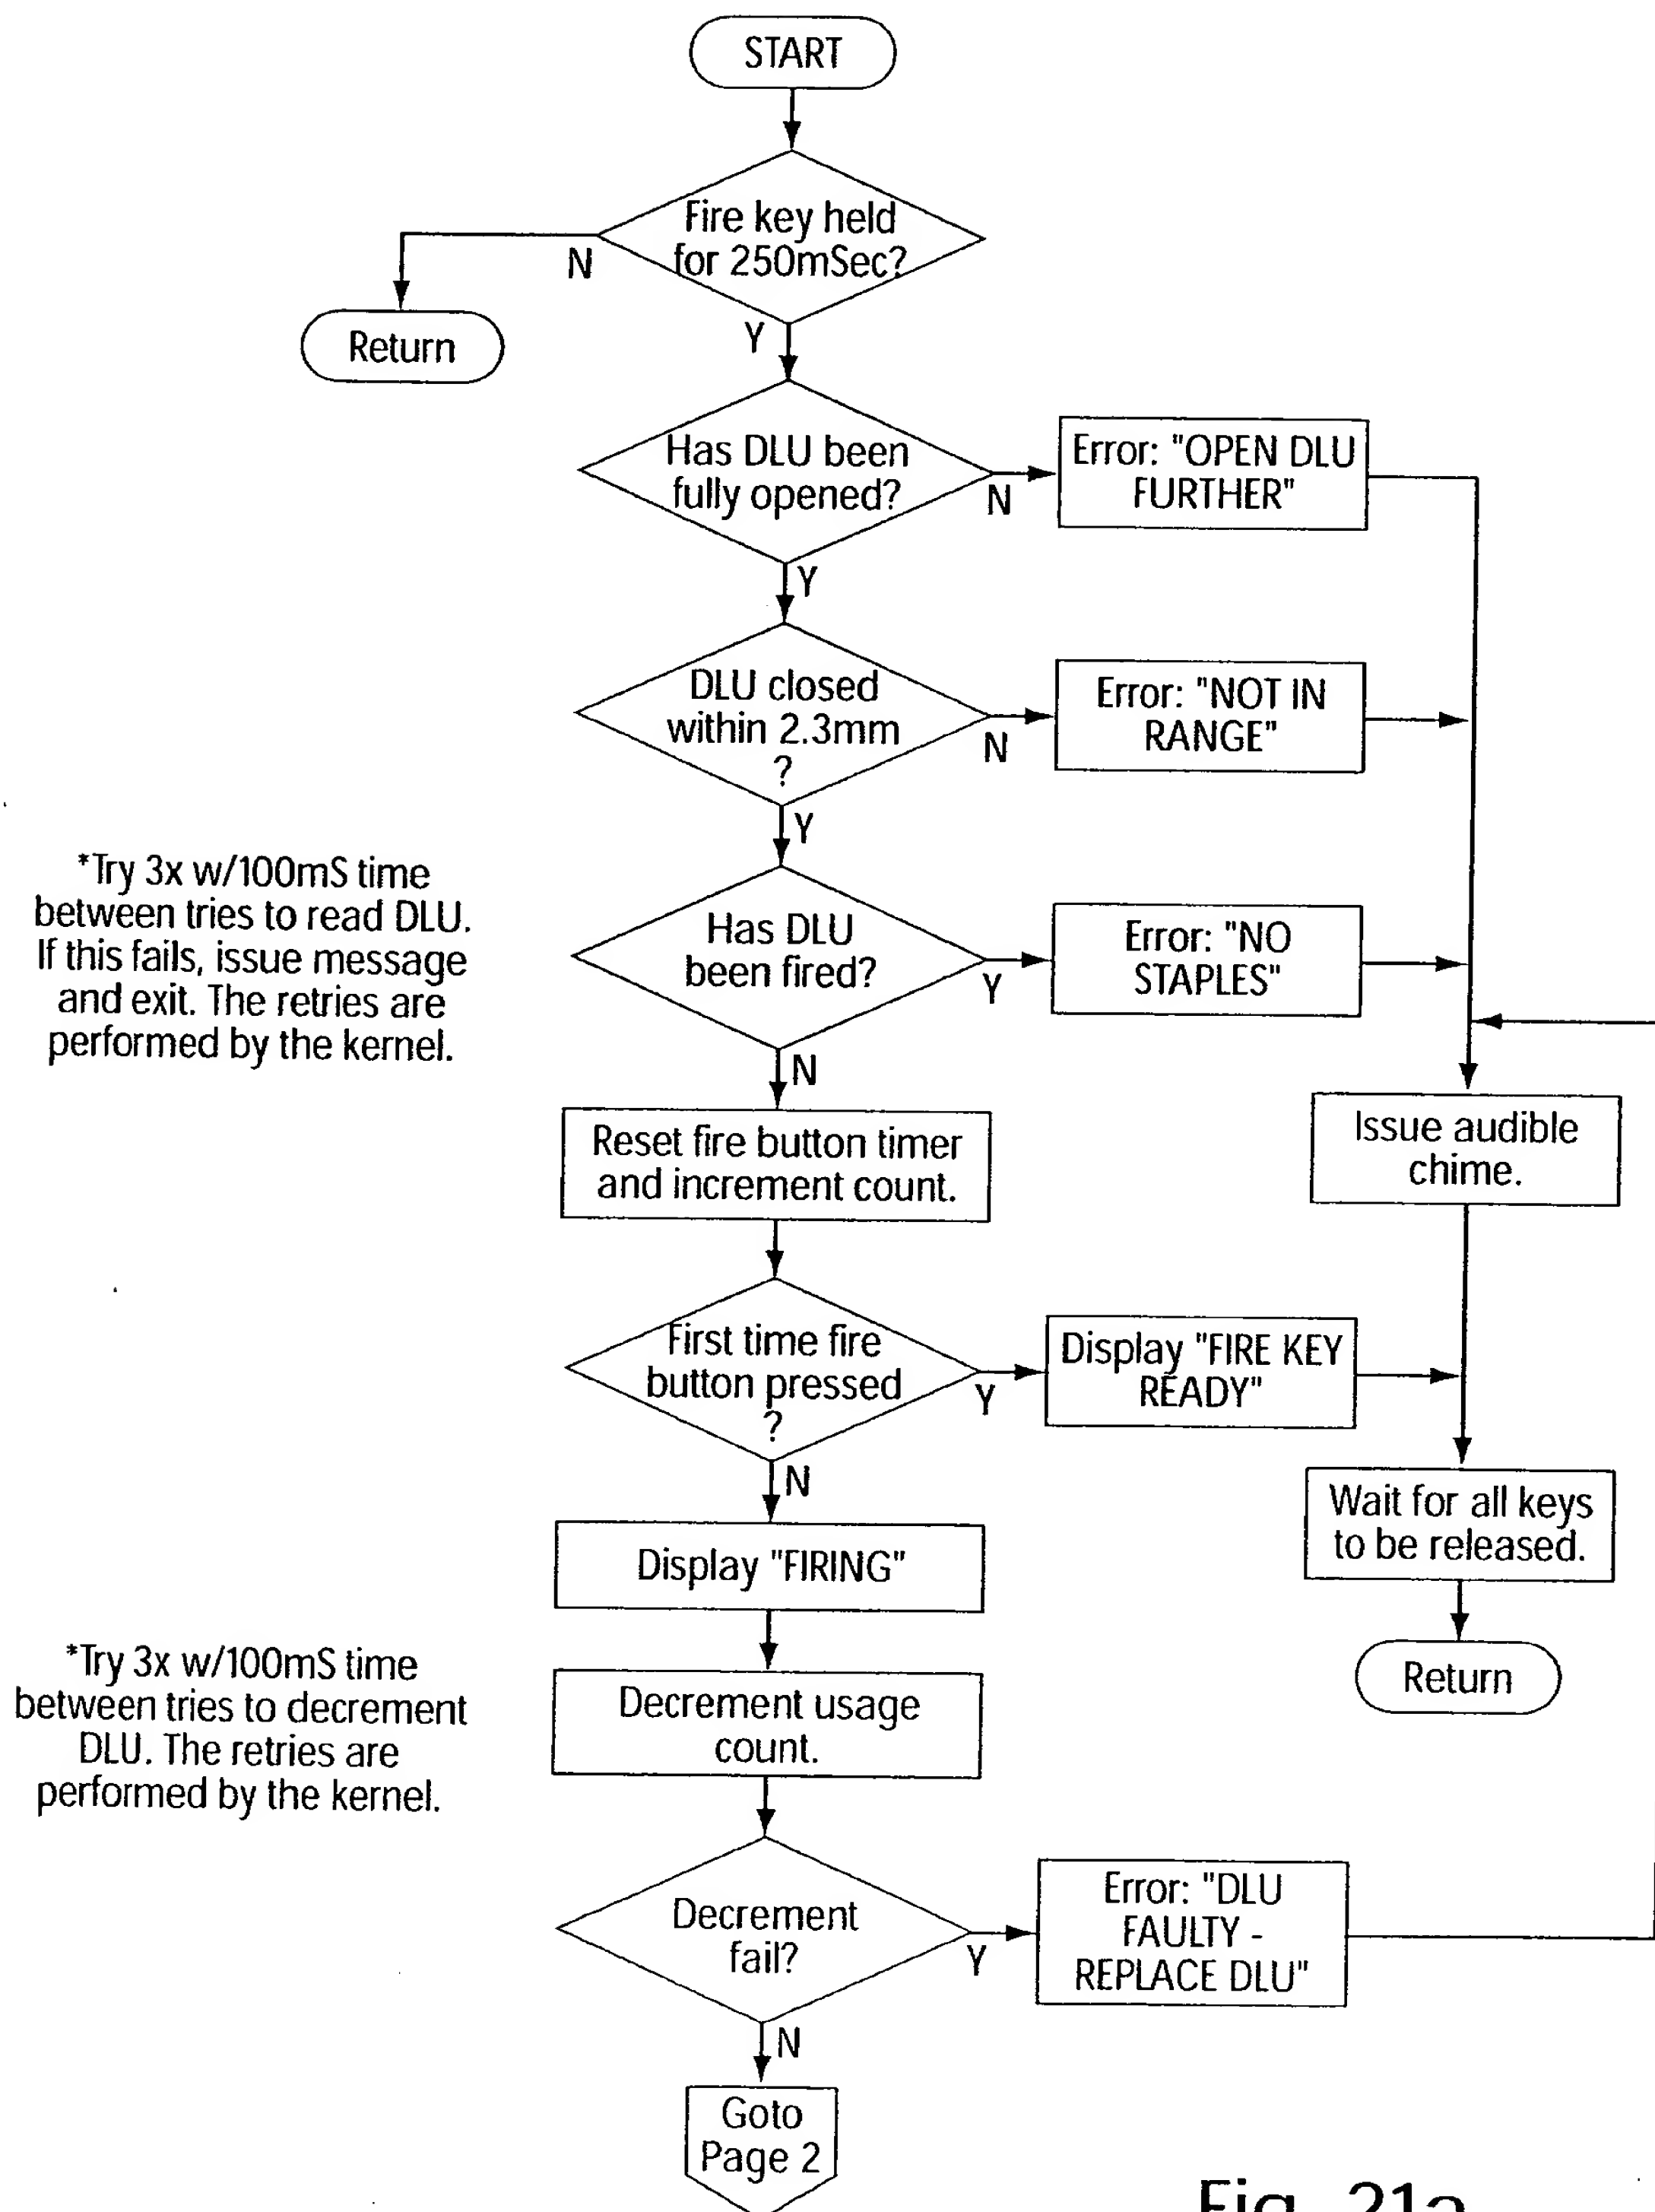 START
Fire key held
for 250mSec?
N
Return
Y
Has DLU been
fully opened?
N
Error: "OPEN DLU
FURTHER"
Y
DLU closed
within 2.3mm
?
N
Error: "NOT IN
RANGE"
Y
*Try 3x w/100mS time
between tries to read DLU.
If this fails, issue message
and exit. The retries are
performed by the kernel.
Has DLU
been fired?
Y
Error: "NO
STAPLES"
N
Reset fire button timer
and increment count.
Issue audible
chime.
First time fire
button pressed
?
Y
Display "FIRE KEY
READY"
N
Wait for all keys
to be released.
Display "FIRING"
Return
*Try 3x w/100mS time
between tries to decrement
DLU. The retries are
performed by the kernel.
Decrement usage
count.
Decrement
fail?
Y
Error: "DLU
FAULTY -
REPLACE DLU"
N
Goto
Page 2
Fig. 21a